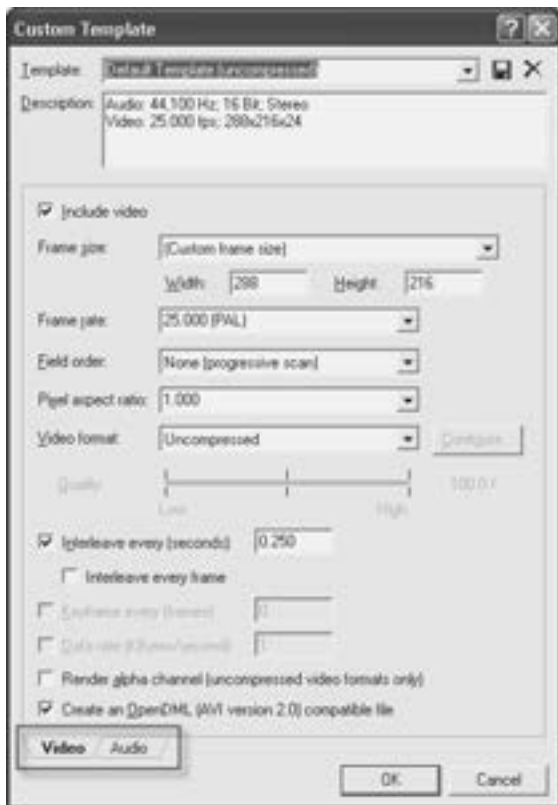 Custom Template
Template: Default Template (uncompressed)
Description: Audio: 44,100 Hz; 16 Bit; Stereo
Video: 25.000 fps; 288x216x24
Include video
Frame size: (Custom frame size)
Width: 288 Height: 216
Frame rate: 25.000 (PAL)
Field order: None (progressive scan)
Pixel aspect ratio: 1.000
Video format: Uncompressed Configure...
Quality:
Low High
Interleave every (seconds) 0.250
Interleave every frame
Keyframe every (frames)
Data rate (KBytes/second)
Render alpha channel (uncompressed video formats only)
Create an OpenDML (AVI version 2.0) compatible file
Video Audio
OK Cancel